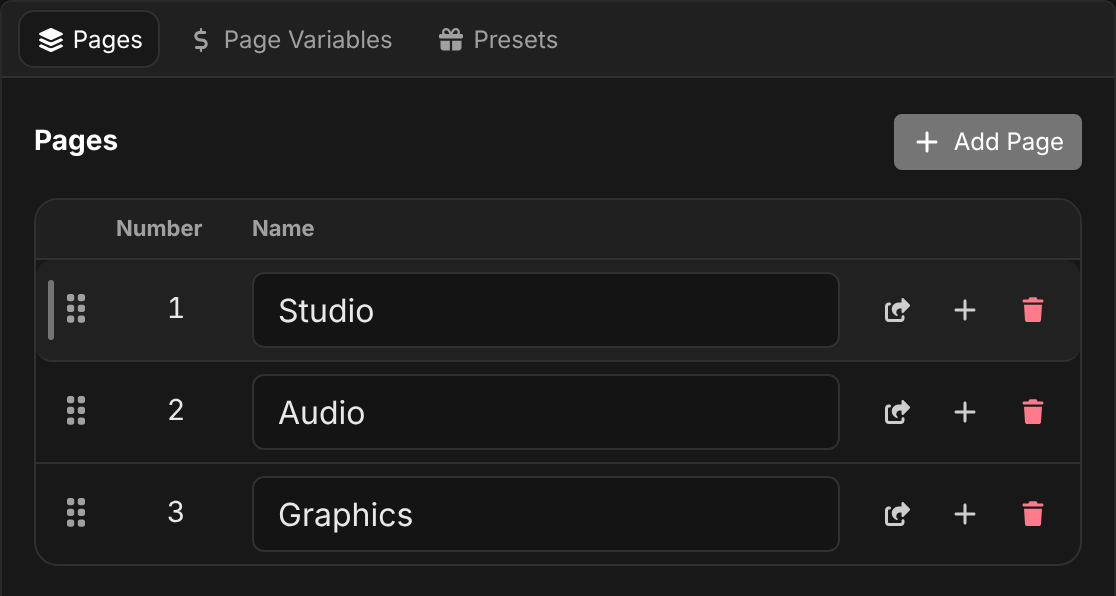 Pages
$ Page Variables
Presets
Pages
+ Add Page
Number Name
1 Studio
2 Audio
3 Graphics